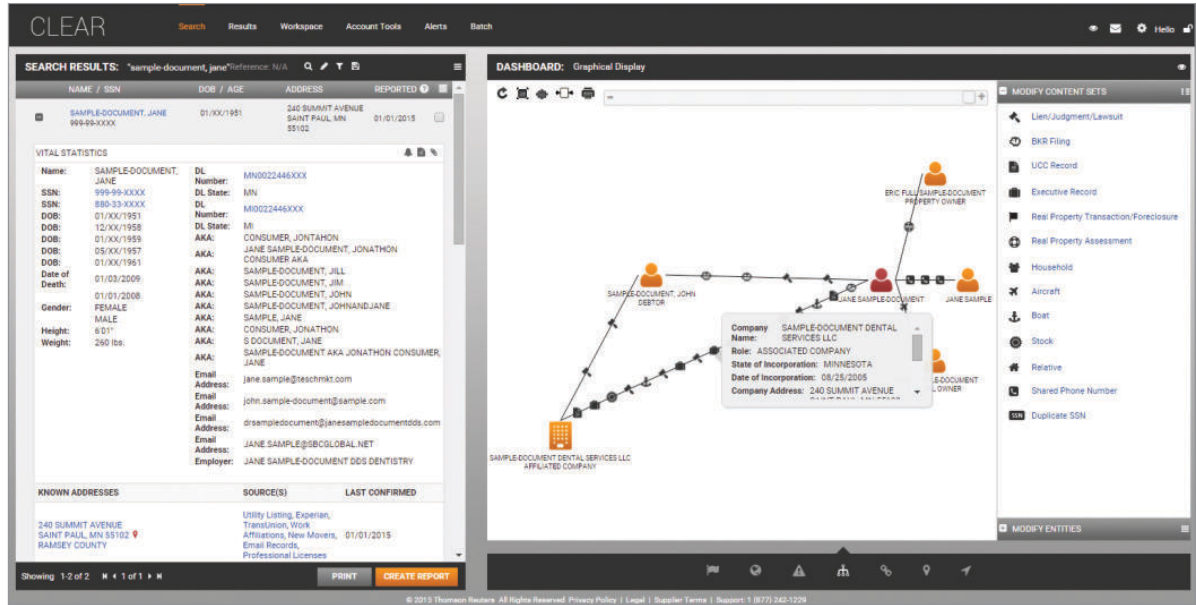 CLEAR
Search Results Workspace Account Tools Alerts Batch
Hello
SEARCH RESULTS: "sample-document, jane"Reference: N/A
NAME / SSN DOB / AGE ADDRESS REPORTED
SAMPLE-DOCUMENT, JANE 01/XX/1951 240 SUMMIT AVENUE
999-99-XXXX SAINT PAUL, MN 01/01/2015
55102
VITAL STATISTICS
Name: SAMPLE-DOCUMENT,
JANE
SSN: 999-99-XXXX
SSN: 880-33-XXXX
DOB: 01/XX/1951
DOB: 12/XX/1958
DOB: 01/XX/1959
DOB: 05/XX/1957
DOB: 01/XX/1961
Date of
Death: 01/03/2009
01/01/2008
Gender: FEMALE
MALE
Height: 6'01"
Weight: 260 lbs.
DL
Number: MN0022446XXX
DL State: MN
DL
Number: MI0022446XXX
DL State: MI
AKA: CONSUMER, JONTAHON
AKA: JANE SAMPLE-DOCUMENT, JONATHON
CONSUMER AKA
AKA: SAMPLE-DOCUMENT, JILL
AKA: SAMPLE-DOCUMENT, JIM
AKA: SAMPLE-DOCUMENT, JOHN
AKA: SAMPLE-DOCUMENT, JOHNANDJANE
AKA: SAMPLE, JANE
AKA: CONSUMER, JONATHON
AKA: S DOCUMENT, JANE
AKA: SAMPLE-DOCUMENT AKA JONATHON CONSUMER,
JANE
Email
Address: jane.sample@teschmkt.com
Email
Address: john.sample-document@sample.com
Email
Address: drsampledocument@janesampledocumentdds.com
Email
Address: JANE.SAMPLE@SBCGLOBAL.NET
Employer: JANE SAMPLE-DOCUMENT DDS DENTISTRY
KNOWN ADDRESSES SOURCE(S) LAST CONFIRMED
240 SUMMIT AVENUE
SAINT PAUL, MN 55102
RAMSEY COUNTY
Utility Listing, Experian,
TransUnion, Work
Affiliations, New Movers, 01/01/2015
Email Records,
Professional Licenses
Showing 1-2 of 2 1 of 1 PRINT CREATE REPORT
DASHBOARD: Graphical Display
ERIC FULL SAMPLE-DOCUMENT
PROPERTY OWNER
SAMPLE-DOCUMENT, JOHN
DEBTOR
JANE SAMPLE-DOCUMENT
JANE SAMPLE
Company SAMPLE-DOCUMENT DENTAL
Name: SERVICES LLC
Role: ASSOCIATED COMPANY
State of Incorporation: MINNESOTA
Date of Incorporation: 08/25/2005
Company Address: 240 SUMMIT AVENUE
LE-DOCUMENT
OWNER
SAMPLE-DOCUMENT DENTAL SERVICES LLC
AFFILIATED COMPANY
MODIFY CONTENT SETS
Lien/Judgment/Lawsuit
BKR Filing
UCC Record
Executive Record
Real Property Transaction/Foreclosure
Real Property Assessment
Household
Aircraft
Boat
Stock
Relative
Shared Phone Number
SSN Duplicate SSN
MODIFY ENTITIES
© 2015 Thomson Reuters All Rights Reserved Privacy Policy | Legal | Supplier Terms | Support: 1 (877) 242-1229